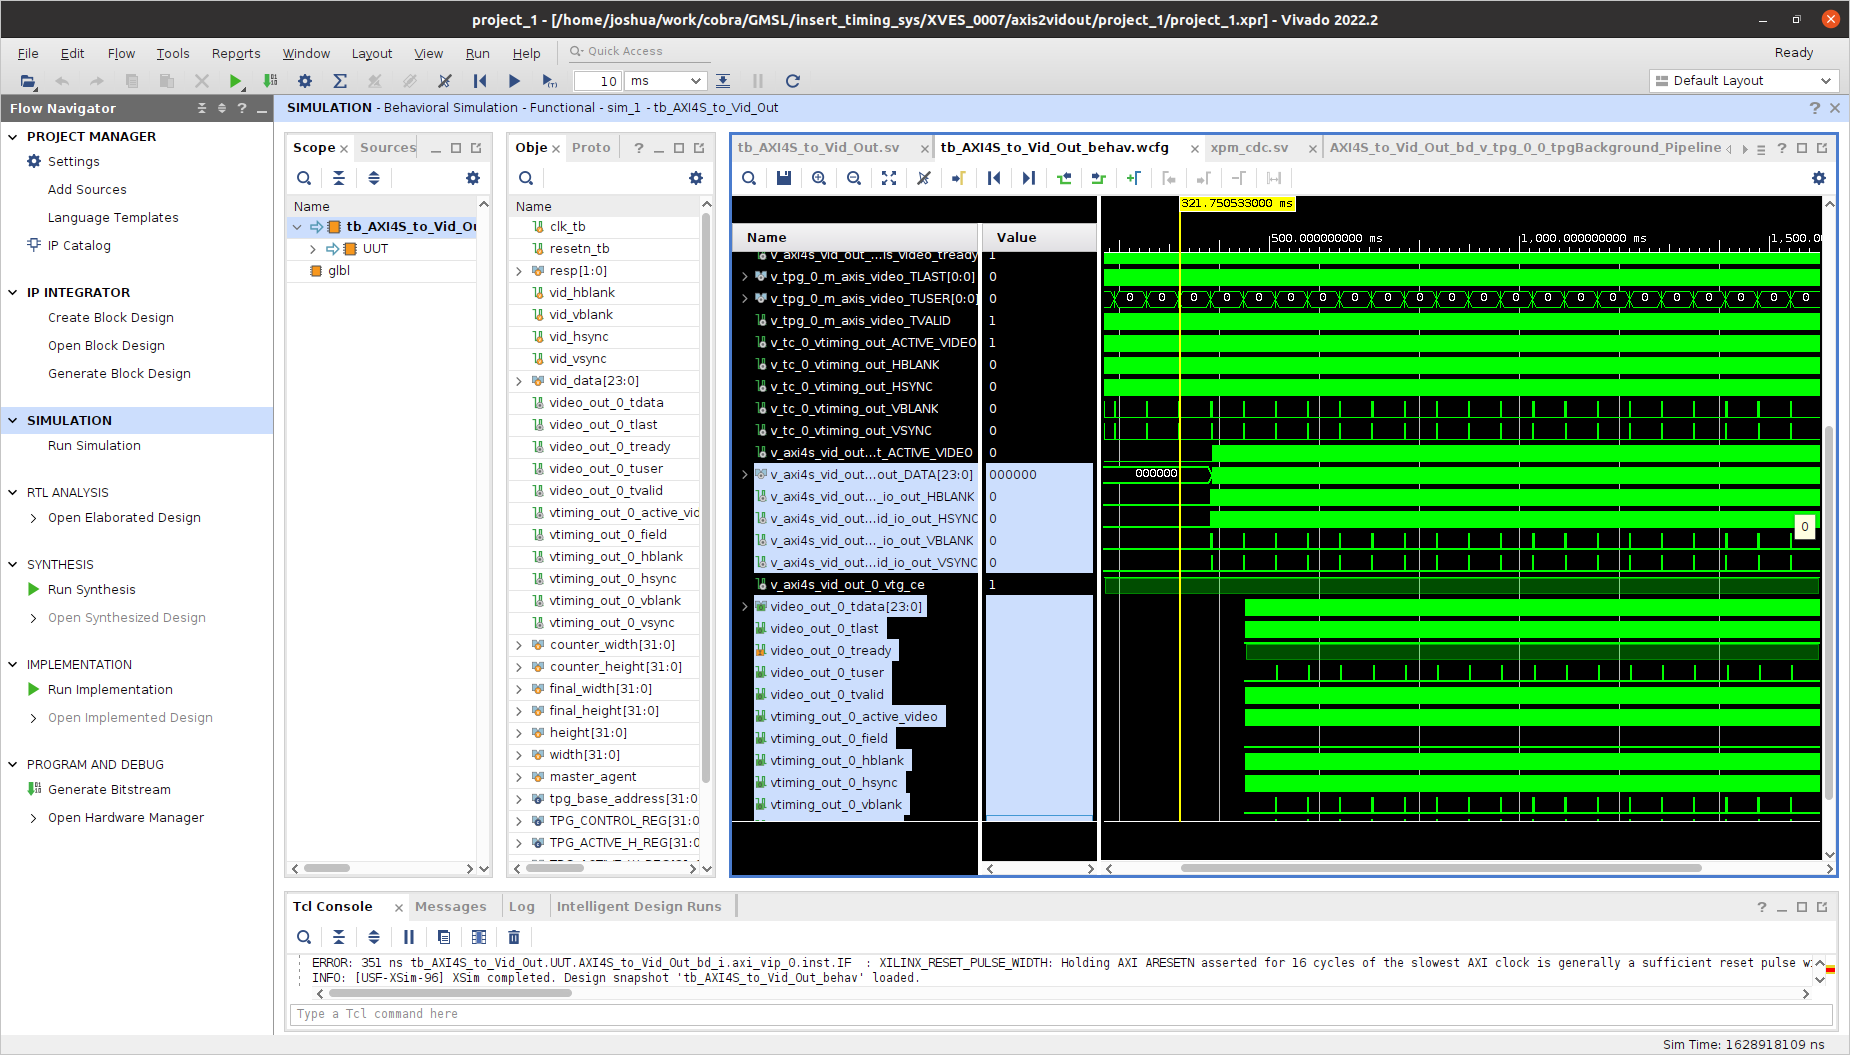 project_1 - [/home/joshua/work/cobra/GMSL/insert_timing_sys/XVES_0007/axis2vidout/project_1/project_1.xpr] - Vivado 2022.2
File Edit Flow Tools Reports Window Layout View Run Help Quick Access
Ready
10 ms
Default Layout
Flow Navigator
SIMULATION - Behavioral Simulation - Functional - sim_1 - tb_AXI4S_to_Vid_Out
PROJECT MANAGER
Settings
Add Sources
Language Templates
IP Catalog
IP INTEGRATOR
Create Block Design
Open Block Design
Generate Block Design
SIMULATION
Run Simulation
RTL ANALYSIS
Open Elaborated Design
SYNTHESIS
Run Synthesis
Open Synthesized Design
IMPLEMENTATION
Run Implementation
Open Implemented Design
PROGRAM AND DEBUG
Generate Bitstream
Open Hardware Manager
Scope Sources
Name
tb_AXI4S_to_Vid_Ou
UUT
glbl
Obje Proto
Name
clk_tb
resetn_tb
resp[1:0]
vid_hblank
vid_vblank
vid_hsync
vid_vsync
vid_data[23:0]
video_out_0_tdata
video_out_0_tlast
video_out_0_tready
video_out_0_tuser
video_out_0_tvalid
vtiming_out_0_active_vid
vtiming_out_0_field
vtiming_out_0_hblank
vtiming_out_0_hsync
vtiming_out_0_vblank
vtiming_out_0_vsync
counter_width[31:0]
counter_height[31:0]
final_width[31:0]
final_height[31:0]
height[31:0]
width[31:0]
master_agent
tpg_base_address[31:0
TPG_CONTROL_REG[31:0
TPG_ACTIVE_H_REG[31:0
tb_AXI4S_to_Vid_Out.sv tb_AXI4S_to_Vid_Out_behav.wcfg xpm_cdc.sv AXI4S_to_Vid_Out_bd_v_tpg_0_0_tpgBackground_Pipeline
321.750533000 ms
Name Value
500.000000000 ms 1,000.000000000 ms 1,500.0
v_axi4s_vid_out_...is_video_tready 1
v_tpg_0_m_axis_video_TLAST[0:0] 0
v_tpg_0_m_axis_video_TUSER[0:0] 0 0 0 0 0 0 0 0 0 0 0 0 0 0 0 0 0 0 0 0 0 0 0
v_tpg_0_m_axis_video_TVALID 1
v_tc_0_vtiming_out_ACTIVE_VIDEO 1
v_tc_0_vtiming_out_HBLANK 0
v_tc_0_vtiming_out_HSYNC 0
v_tc_0_vtiming_out_VBLANK 0
v_tc_0_vtiming_out_VSYNC 0
v_axi4s_vid_out...t_ACTIVE_VIDEO 0
v_axi4s_vid_out...out_DATA[23:0] 000000 000000
v_axi4s_vid_out..._io_out_HBLANK 0
v_axi4s_vid_out...id_io_out_HSYNC 0
0
v_axi4s_vid_out..._io_out_VBLANK 0
v_axi4s_vid_out...id_io_out_VSYNC 0
v_axi4s_vid_out_0_vtg_ce 1
video_out_0_tdata[23:0]
video_out_0_tlast
video_out_0_tready
video_out_0_tuser
video_out_0_tvalid
vtiming_out_0_active_video
vtiming_out_0_field
vtiming_out_0_hblank
vtiming_out_0_hsync
vtiming_out_0_vblank
Tcl Console Messages Log Intelligent Design Runs
ERROR: 351 ns tb_AXI4S_to_Vid_Out.UUT.AXI4S_to_Vid_Out_bd_i.axi_vip_0.inst.IF : XILINX_RESET_PULSE_WIDTH: Holding AXI ARESETN asserted for 16 cycles of the slowest AXI clock is generally a sufficient reset pulse wi
INFO: [USF-XSim-96] XSim completed. Design snapshot 'tb_AXI4S_to_Vid_Out_behav' loaded.
Type a Tcl command here
Sim Time: 1628918109 ns